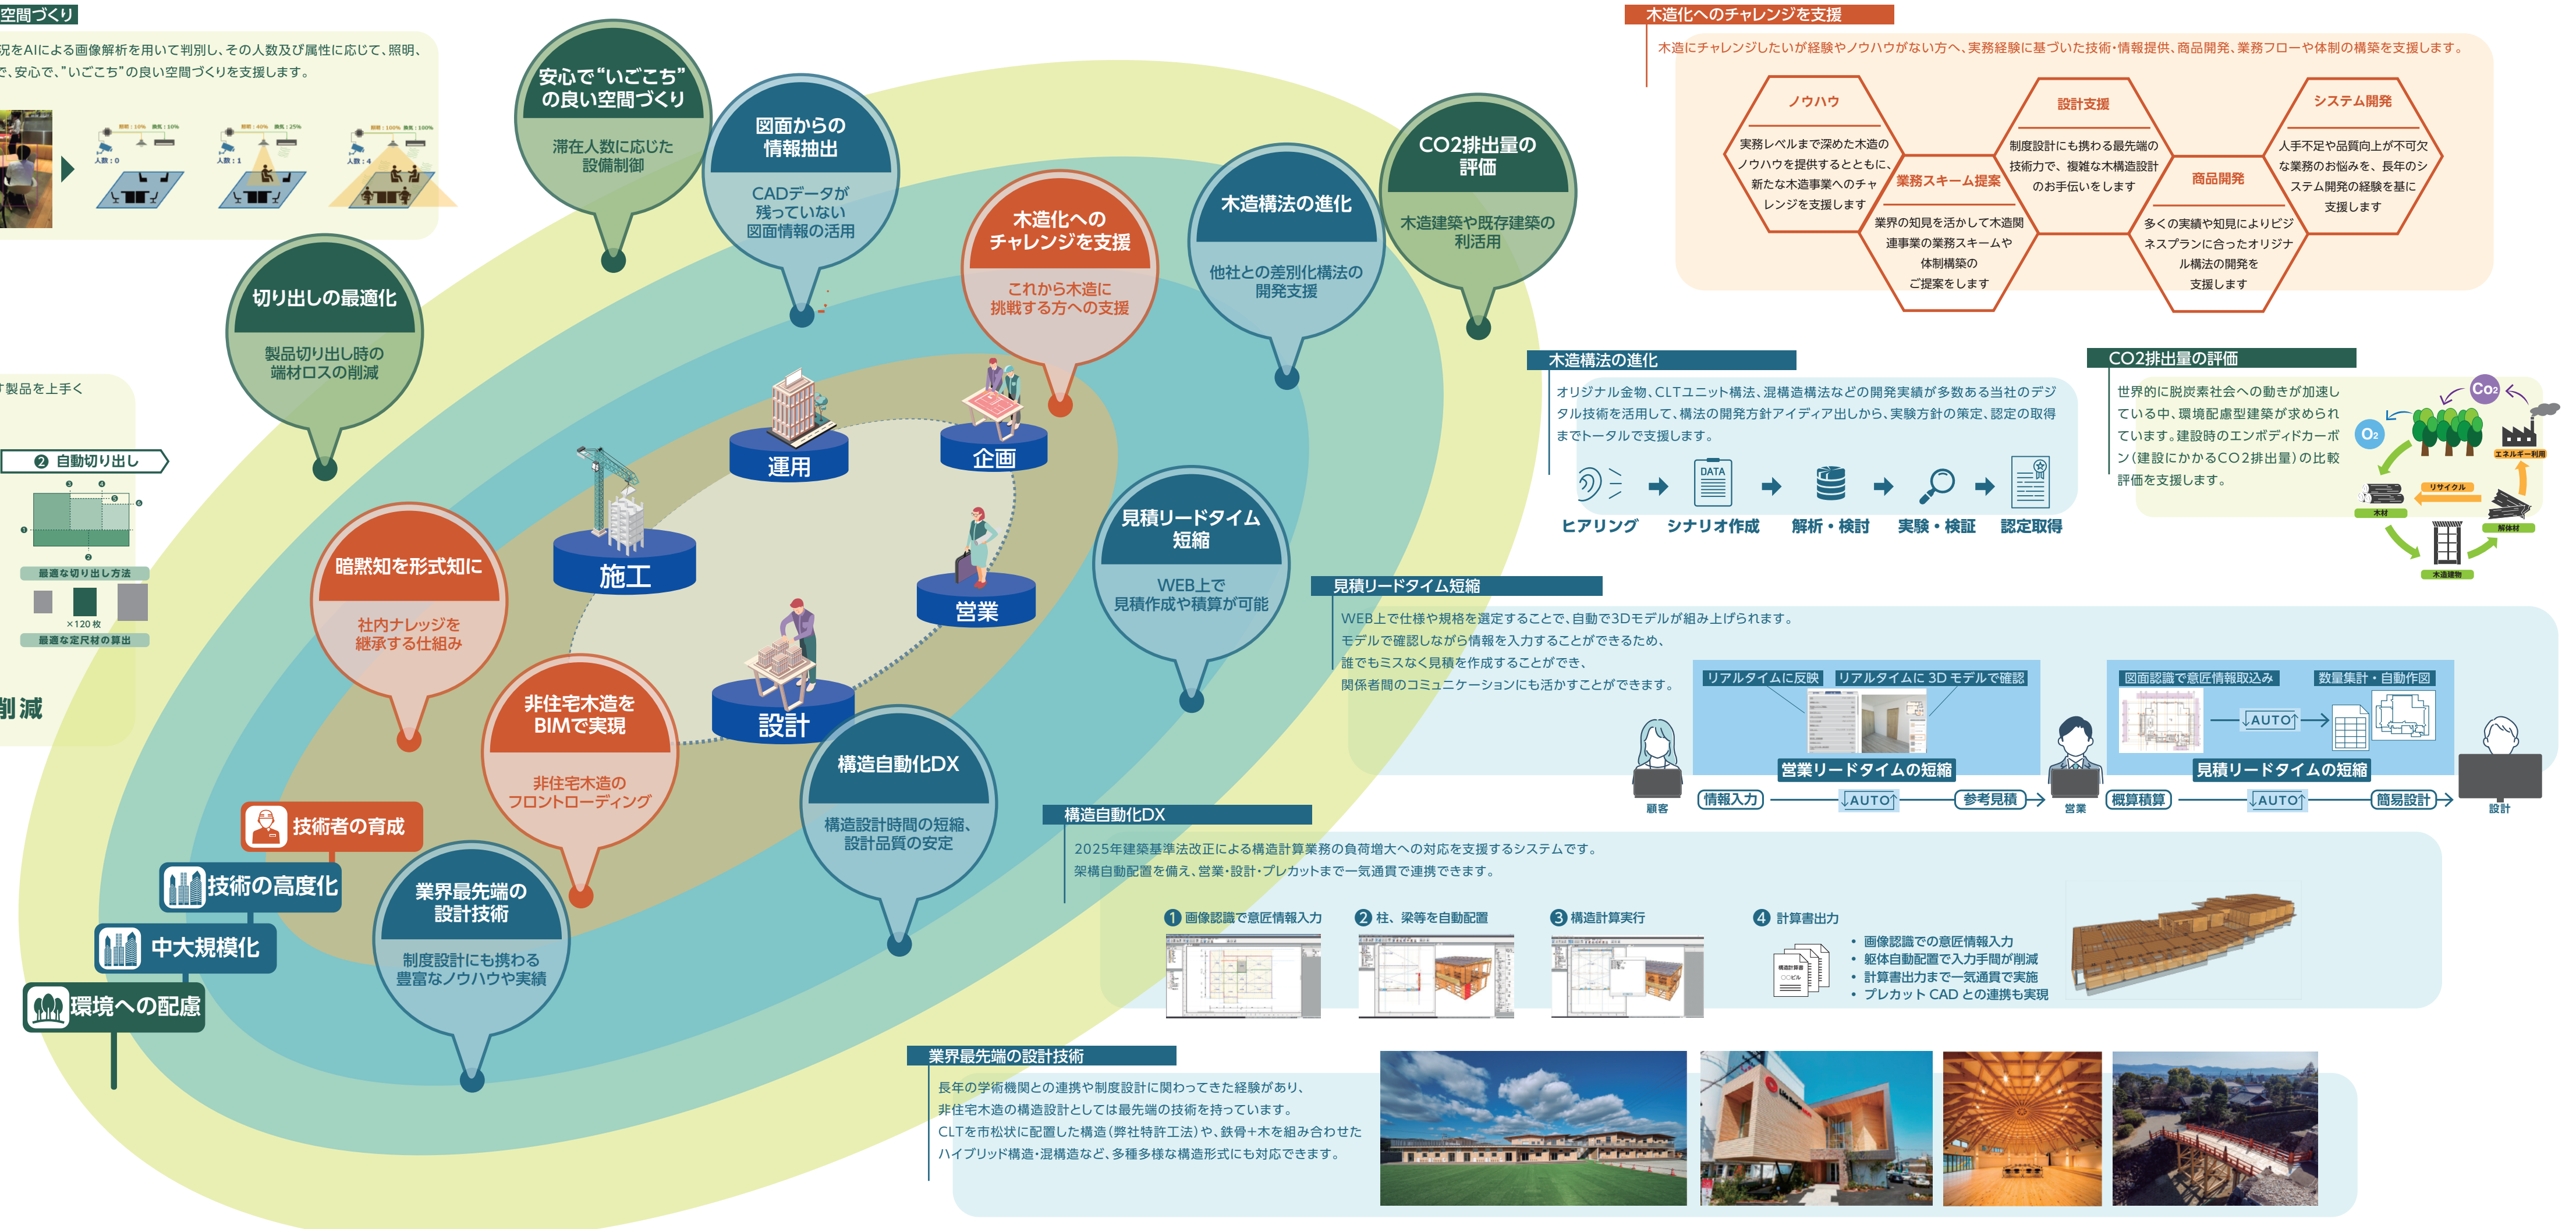 空間づくり
況をAIによる画像解析を用いて判別し、その人数及び属性に応じて、照明、
で、安心で、"いごこち"の良い空間づくりを支援します。
照明：10%　換気：10%
人数：0
照明：40%　換気：25%
人数：1
照明：100%　換気：100%
人数：4
す製品を上手く
❷ 自動切り出し
❶
❷
❸
❹
❺
❻
最適な切り出し方法
×120 枚
最適な定尺材の算出
削減
安心で“いごこち”
の良い空間づくり
滞在人数に応じた
設備制御
図面からの
情報抽出
CADデータが
残っていない
図面情報の活用
切り出しの最適化
製品切り出し時の
端材ロスの削減
木造化への
チャレンジを支援
これから木造に
挑戦する方への支援
木造構法の進化
他社との差別化構法の
開発支援
CO2排出量の
評価
木造建築や既存建築の
利活用
暗黙知を形式知に
社内ナレッジを
継承する仕組み
見積リードタイム
短縮
WEB上で
見積作成や積算が可能
非住宅木造を
BIMで実現
非住宅木造の
フロントローディング
構造自動化DX
構造設計時間の短縮、
設計品質の安定
業界最先端の
設計技術
制度設計にも携わる
豊富なノウハウや実績
運用
企画
施工
営業
設計
技術者の育成
技術の高度化
中大規模化
環境への配慮
木造化へのチャレンジを支援
木造にチャレンジしたいが経験やノウハウがない方へ、実務経験に基づいた技術・情報提供、商品開発、業務フローや体制の構築を支援します。
ノウハウ
実務レベルまで深めた木造の
ノウハウを提供するとともに、
新たな木造事業へのチャ
レンジを支援します
業務スキーム提案
業界の知見を活かして木造関
連事業の業務スキームや
体制構築の
ご提案をします
設計支援
制度設計にも携わる最先端の
技術力で、複雑な木構造設計
のお手伝いをします
商品開発
多くの実績や知見によりビジ
ネスプランに合ったオリジナ
ル構法の開発を
支援します
システム開発
人手不足や品質向上が不可欠
な業務のお悩みを、長年のシ
ステム開発の経験を基に
支援します
木造構法の進化
オリジナル金物、CLTユニット構法、混構造構法などの開発実績が多数ある当社のデジ
タル技術を活用して、構法の開発方針アイディア出しから、実験方針の策定、認定の取得
までトータルで支援します。
DATA
ヒアリング
シナリオ作成
解析・検討
実験・検証
認定取得
CO2排出量の評価
世界的に脱炭素社会への動きが加速し
ている中、環境配慮型建築が求められ
ています。建設時のエンボディドカーボ
ン（建設にかかるCO2排出量）の比較
評価を支援します。
Co2
O2
エネルギー利用
リサイクル
木材
解体材
木造建物
見積リードタイム短縮
WEB上で仕様や規格を選定することで、自動で3Dモデルが組み上げられます。
モデルで確認しながら情報を入力することができるため、
誰でもミスなく見積を作成することができ、
関係者間のコミュニケーションにも活かすことができます。
リアルタイムに反映
リアルタイムに 3D モデルで確認
営業リードタイムの短縮
図面認識で意匠情報取込み
数量集計・自動作図
↓AUTO↑
見積リードタイムの短縮
顧客
情報入力
↓AUTO↑
参考見積
営業
概算積算
↓AUTO↑
簡易設計
設計
構造自動化DX
2025年建築基準法改正による構造計算業務の負荷増大への対応を支援するシステムです。
架構自動配置を備え、営業・設計・プレカットまで一気通貫で連携できます。
❶ 画像認識で意匠情報入力
❷ 柱、梁等を自動配置
❸ 構造計算実行
❹ 計算書出力
構造計算書
○○ビル
• 画像認識での意匠情報入力
• 躯体自動配置で入力手間が削減
• 計算書出力まで一気通貫で実施
• プレカット CAD との連携も実現
業界最先端の設計技術
長年の学術機関との連携や制度設計に関わってきた経験があり、
非住宅木造の構造設計としては最先端の技術を持っています。
CLTを市松状に配置した構造（弊社特許工法）や、鉄骨＋木を組み合わせた
ハイブリッド構造・混構造など、多種多様な構造形式にも対応できます。